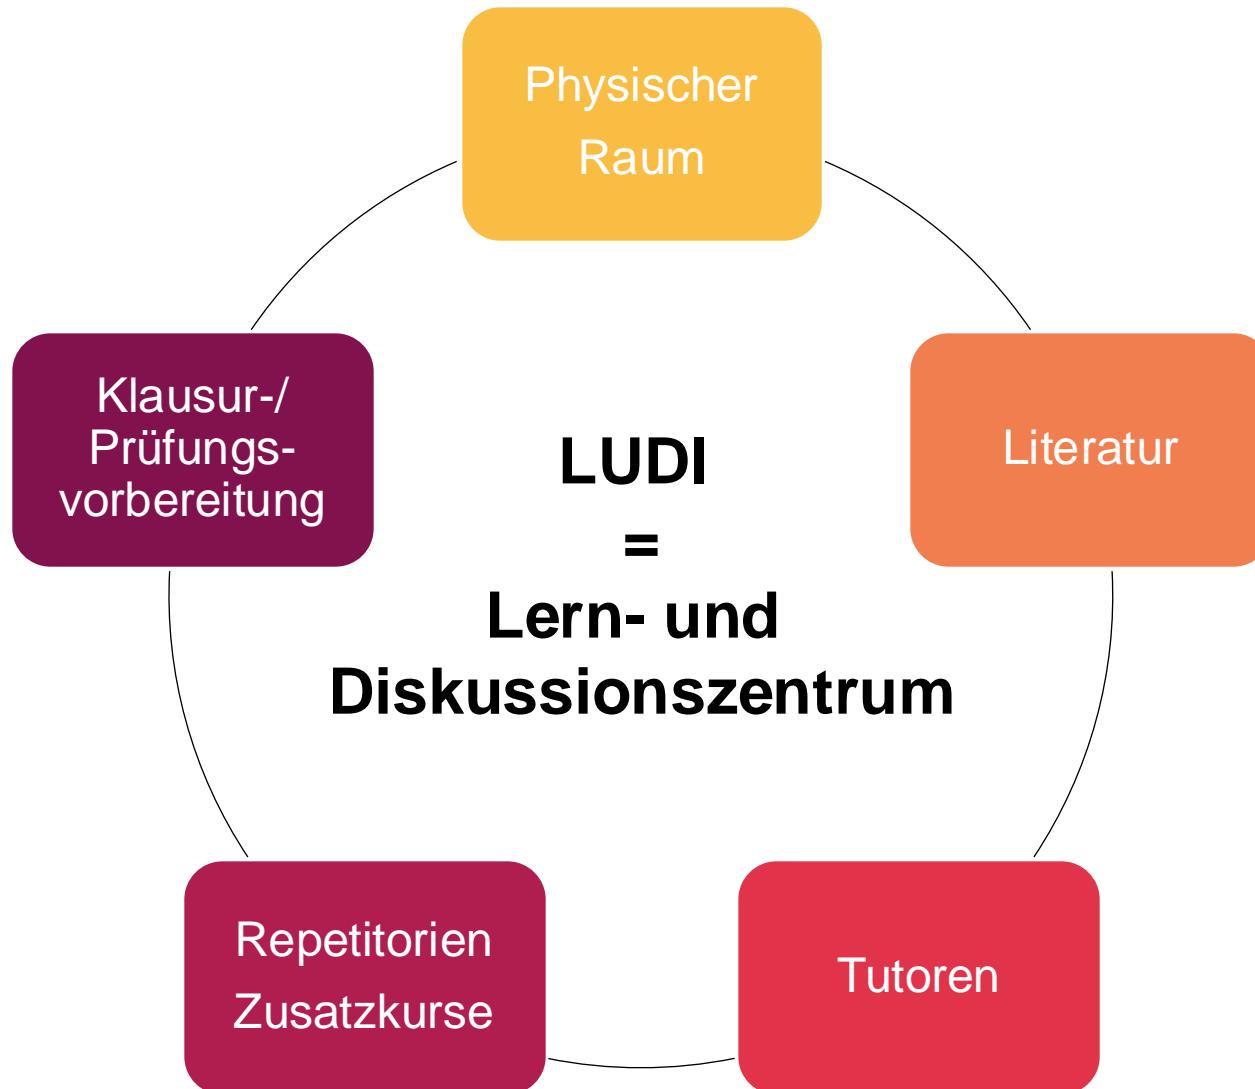 Physischer
Raum
Klausur-/
Prüfungs-
vorbereitung
LUDI
=
Lern- und
Diskussionszentrum
Literatur
Repetitorien
Zusatzkurse
Tutoren